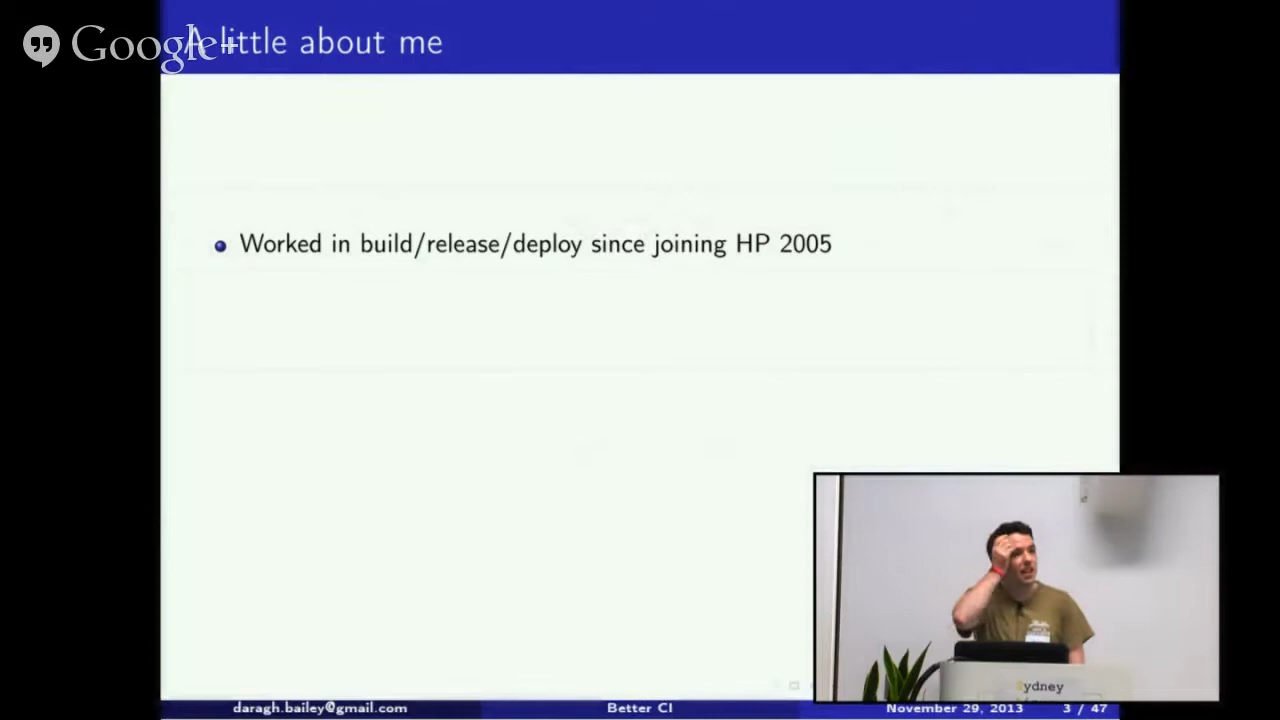 Google+
A little about me
Worked in build/release/deploy since joining HP 2005
Sydney
daragh.bailey@gmail.com Better CI November 29, 2013 3 / 47